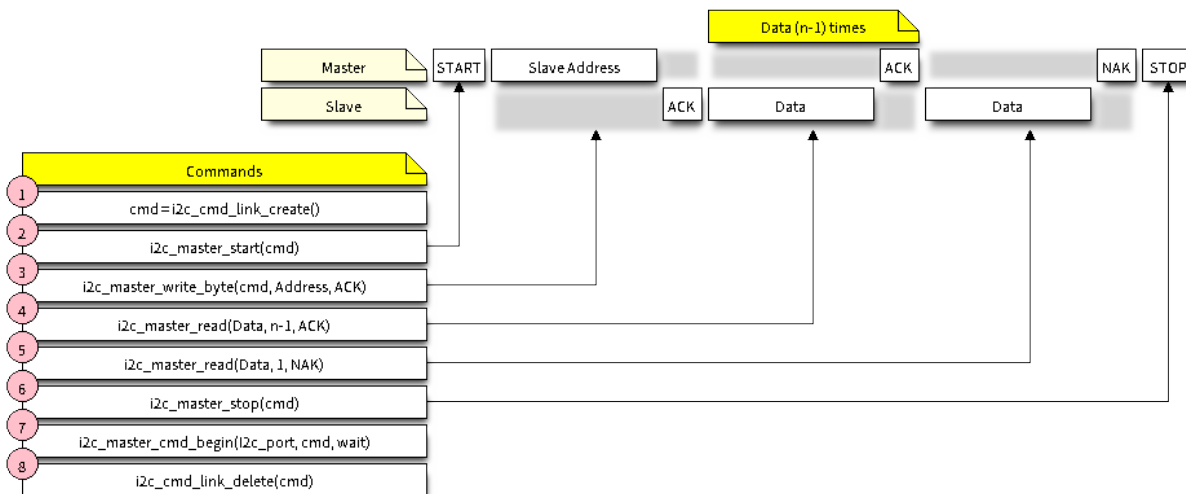 Data (n-1) times
Master START Slave Address ACK NAK STOP
Slave ACK Data Data
Commands
1
cmd = i2c_cmd_link_create()
2
i2c_master_start(cmd)
3
i2c_master_write_byte(cmd, Address, ACK)
4
i2c_master_read(Data, n-1, ACK)
5
i2c_master_read(Data, 1, NAK)
6
i2c_master_stop(cmd)
7
i2c_master_cmd_begin(I2c_port, cmd, wait)
8
i2c_cmd_link_delete(cmd)